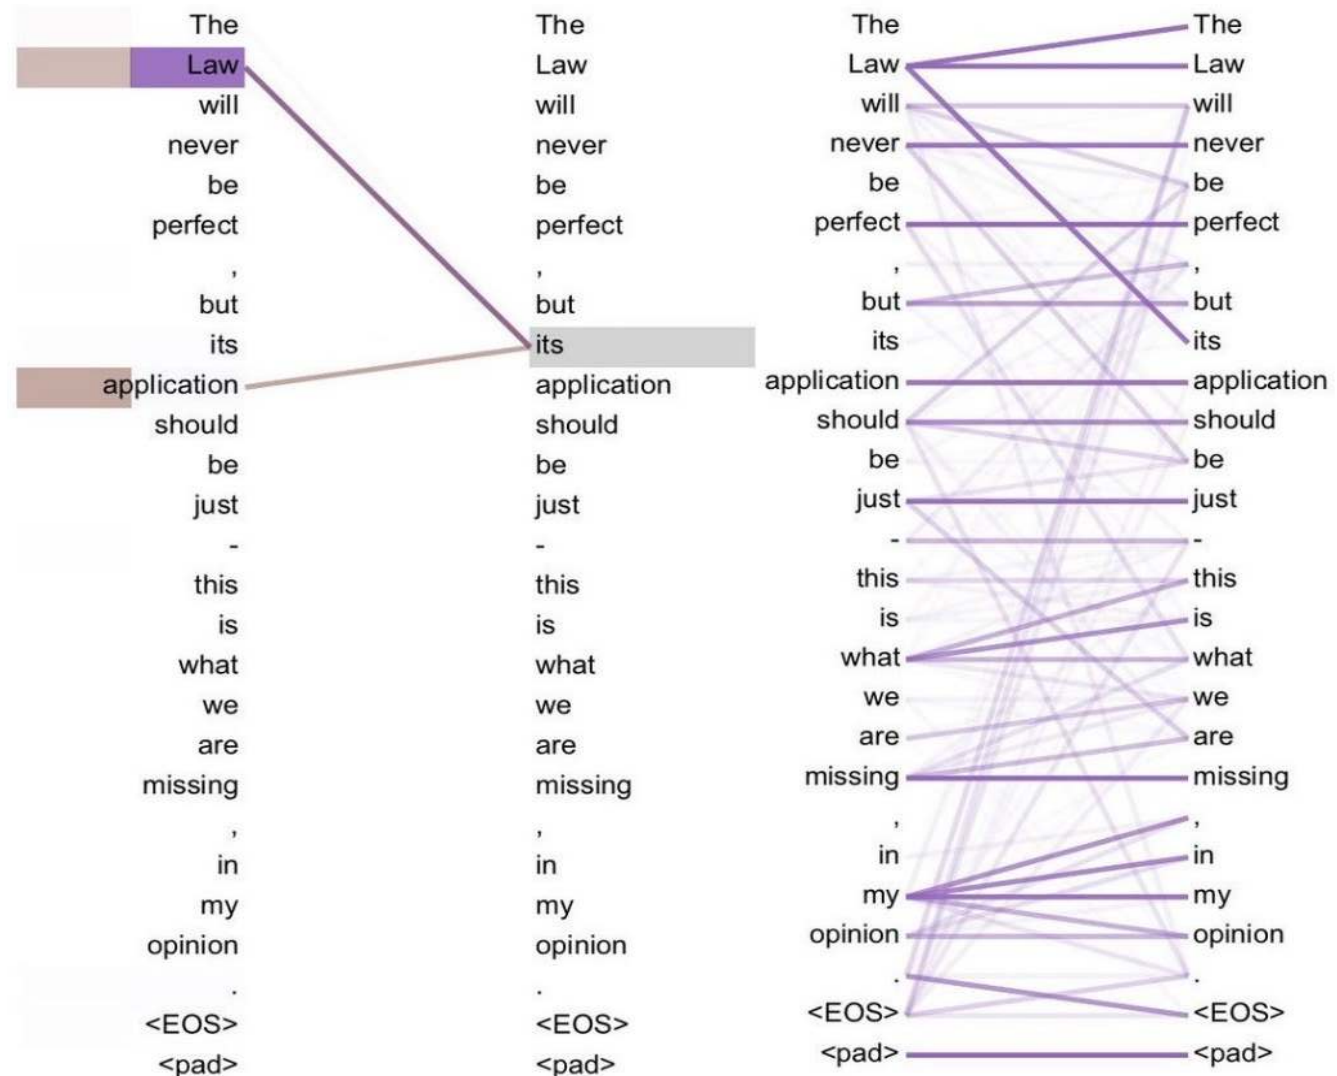 The The The The
Law Law Law Law
will will will will
never never never never
be be be be
perfect perfect perfect perfect
, , , ,
but but but but
its its its its
application application application application
should should should should
be be be be
just just just just
- - - -
this this this this
is is is is
what what what what
we we we we
are are are are
missing missing missing missing
, , , ,
in in in in
my my my my
opinion opinion opinion opinion
. . . .
<EOS> <EOS> <EOS> <EOS>
<pad> <pad> <pad> <pad>